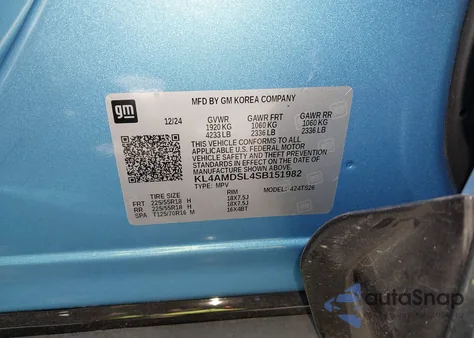 gm
MFD BY GM KOREA COMPANY
12/24 GVWR GAWR FRT GAWR RR
1920 KG 1060 KG 1060 KG
4233 LB 2336 LB 2336 LB
THIS VEHICLE CONFORMS TO ALL
APPLICABLE U.S. FEDERAL MOTOR
VEHICLE SAFETY AND THEFT PREVENTION
STANDARDS IN EFFECT ON THE DATE OF
MANUFACTURE SHOWN ABOVE.
KL4AMDSL4SB151982
TYPE: MPV MODEL: 424TS26
TIRE SIZE RIM
FRT 225/55R18 H 18X7.5J
RR 225/55R18 H 18X7.5J
SPA T125/70R16 M 16X4BT
autoSnap